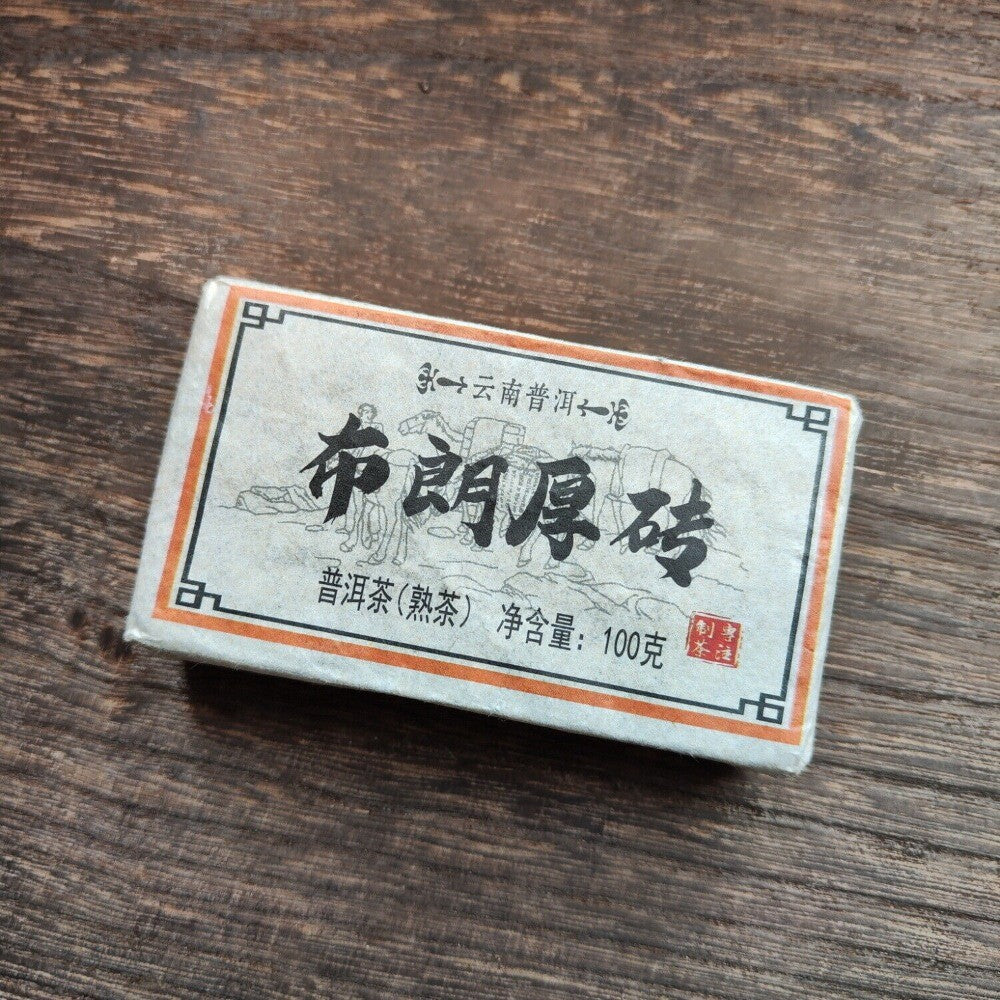 云南普洱
布朗厚砖
普洱茶(熟茶) 净含量: 100克
专注
制茶